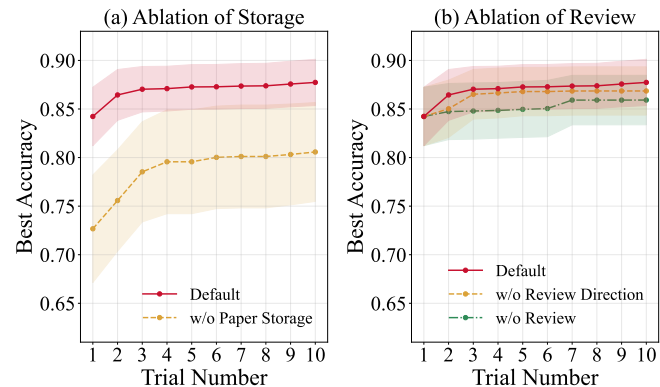 (a) Ablation of Storage
Best Accuracy
0.90
0.85
0.80
0.75
0.70
0.65
Default
w/o Paper Storage
1 2 3 4 5 6 7 8 9 10
Trial Number
(b) Ablation of Review
Best Accuracy
0.90
0.85
0.80
0.75
0.70
0.65
Default
w/o Review Direction
w/o Review
1 2 3 4 5 6 7 8 9 10
Trial Number